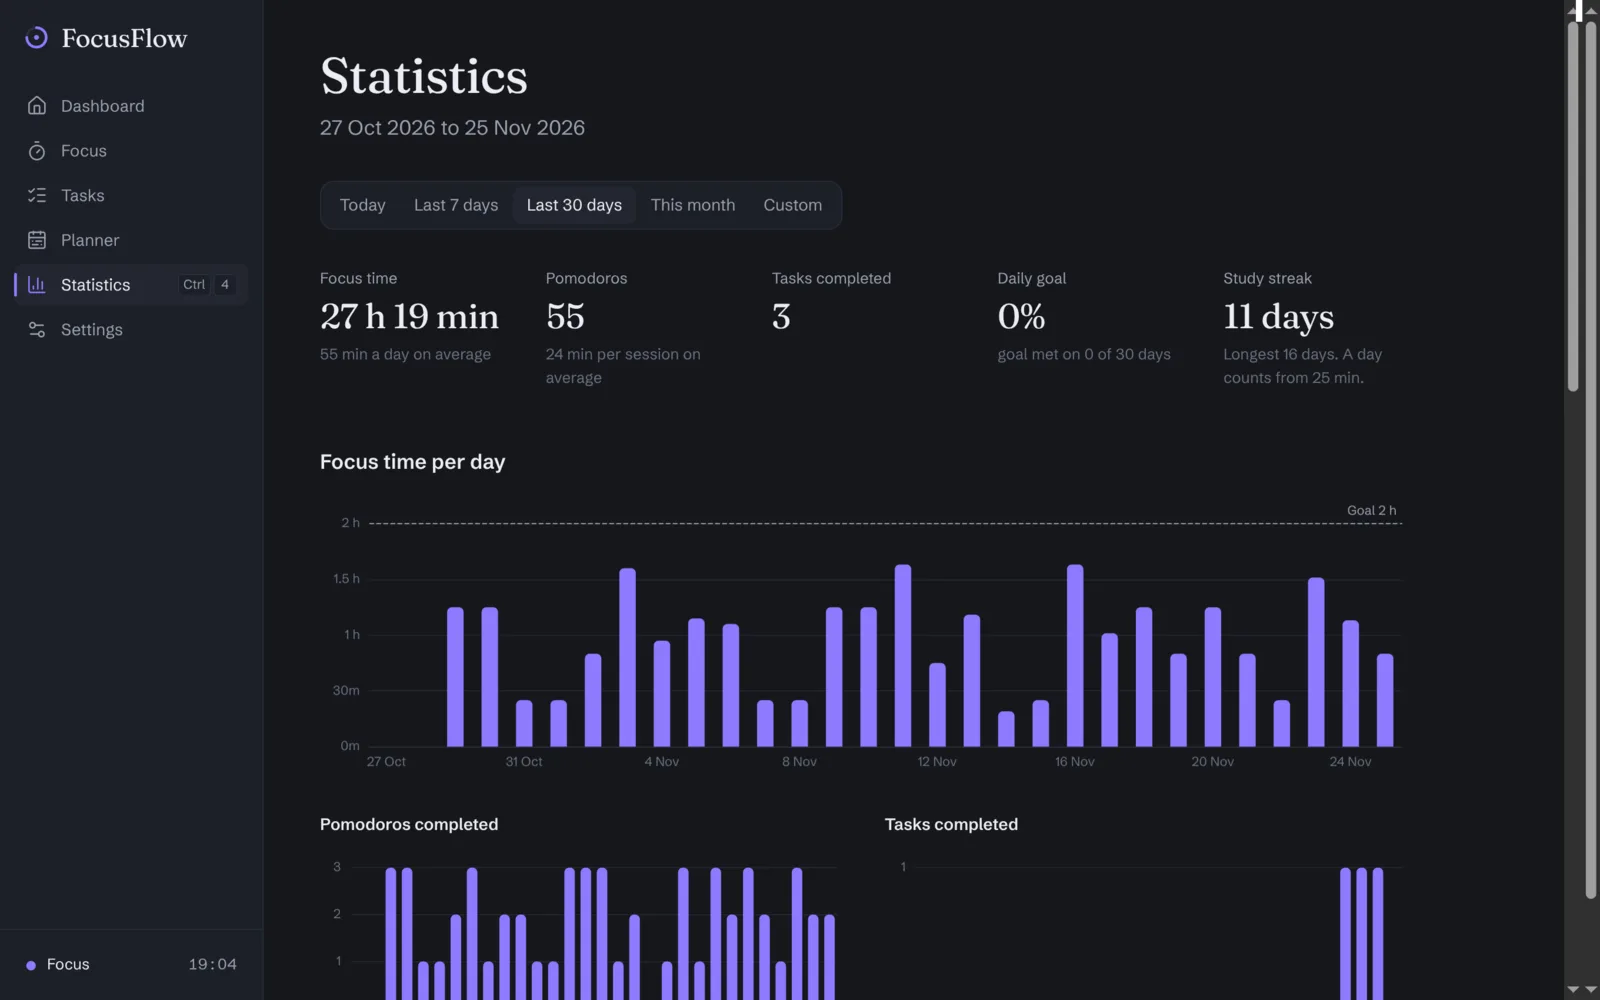 FocusFlow
Dashboard
Focus
Tasks
Planner
Statistics Ctrl 4
Settings
Focus 19:04
Statistics
27 Oct 2026 to 25 Nov 2026
Today Last 7 days Last 30 days This month Custom
Focus time
27 h 19 min
55 min a day on average
Pomodoros
55
24 min per session on
average
Tasks completed
3
Daily goal
0%
goal met on 0 of 30 days
Study streak
11 days
Longest 16 days. A day
counts from 25 min.
Focus time per day
Goal 2 h
2 h
1.5 h
1 h
30m
0m
27 Oct 31 Oct 4 Nov 8 Nov 12 Nov 16 Nov 20 Nov 24 Nov
Pomodoros completed
3
2
1
Tasks completed
1